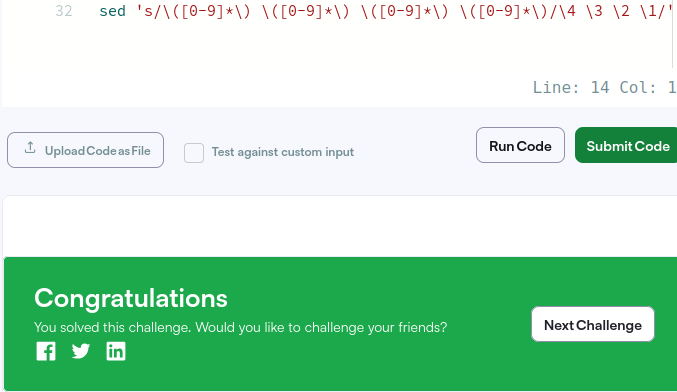 32 sed 's/\([0-9]*\) \([0-9]*\) \([0-9]*\) \([0-9]*\)/\4 \3 \2 \1/'
Line: 14 Col: 1
Upload Code as File
Test against custom input
Run Code
Submit Code
Congratulations
You solved this challenge. Would you like to challenge your friends?
Next Challenge